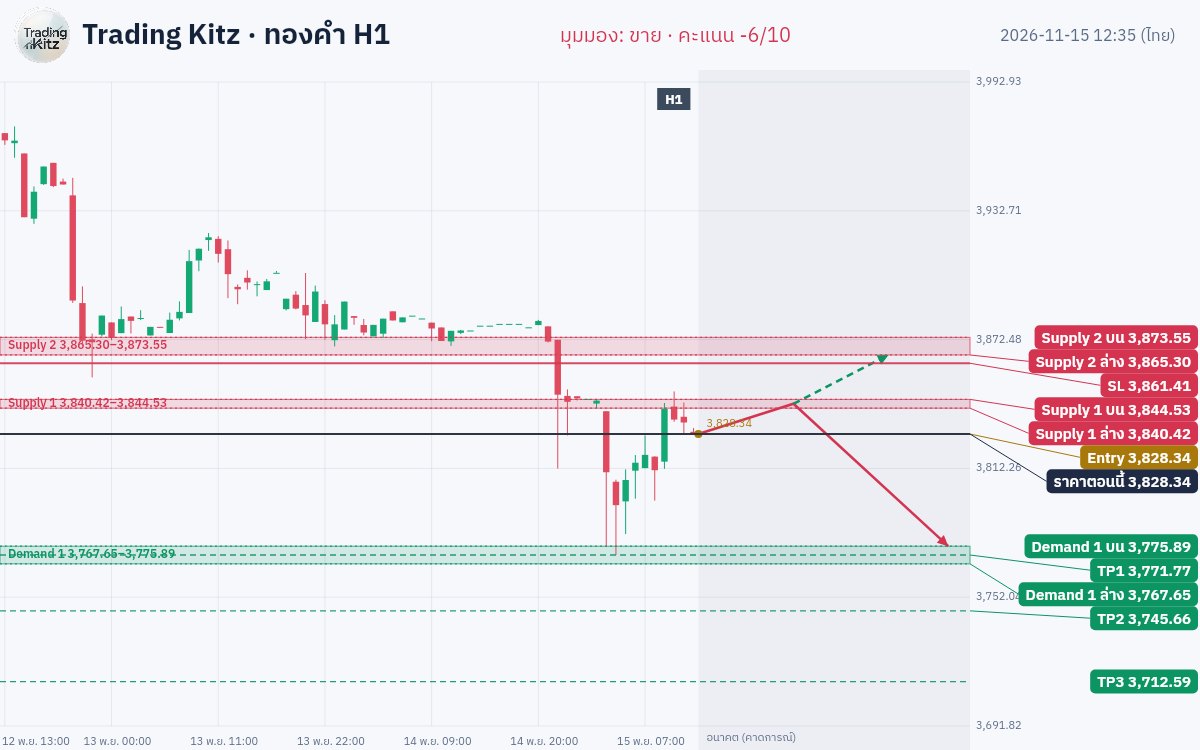 Trading Kitz
Trading Kitz · ทองคำ H1
มุมมอง: ขาย · คะแนน -6/10
2026-11-15 12:35 (ไทย)
H1
3,992.93
3,932.71
3,872.48
3,812.26
3,752.04
3,691.82
Supply 2 3,865.30–3,873.55
Supply 1 3,840.42–3,844.53
3,828.34
Demand 1 3,767.65–3,775.89
Supply 2 บน 3,873.55
Supply 2 ล่าง 3,865.30
SL 3,861.41
Supply 1 บน 3,844.53
Supply 1 ล่าง 3,840.42
Entry 3,828.34
ราคาตอนนี้ 3,828.34
Demand 1 บน 3,775.89
TP1 3,771.77
Demand 1 ล่าง 3,767.65
TP2 3,745.66
TP3 3,712.59
12 พ.ย. 13:00
13 พ.ย. 00:00
13 พ.ย. 11:00
13 พ.ย. 22:00
14 พ.ย. 09:00
14 พ.ย. 20:00
15 พ.ย. 07:00
อนาคต (คาดการณ์)